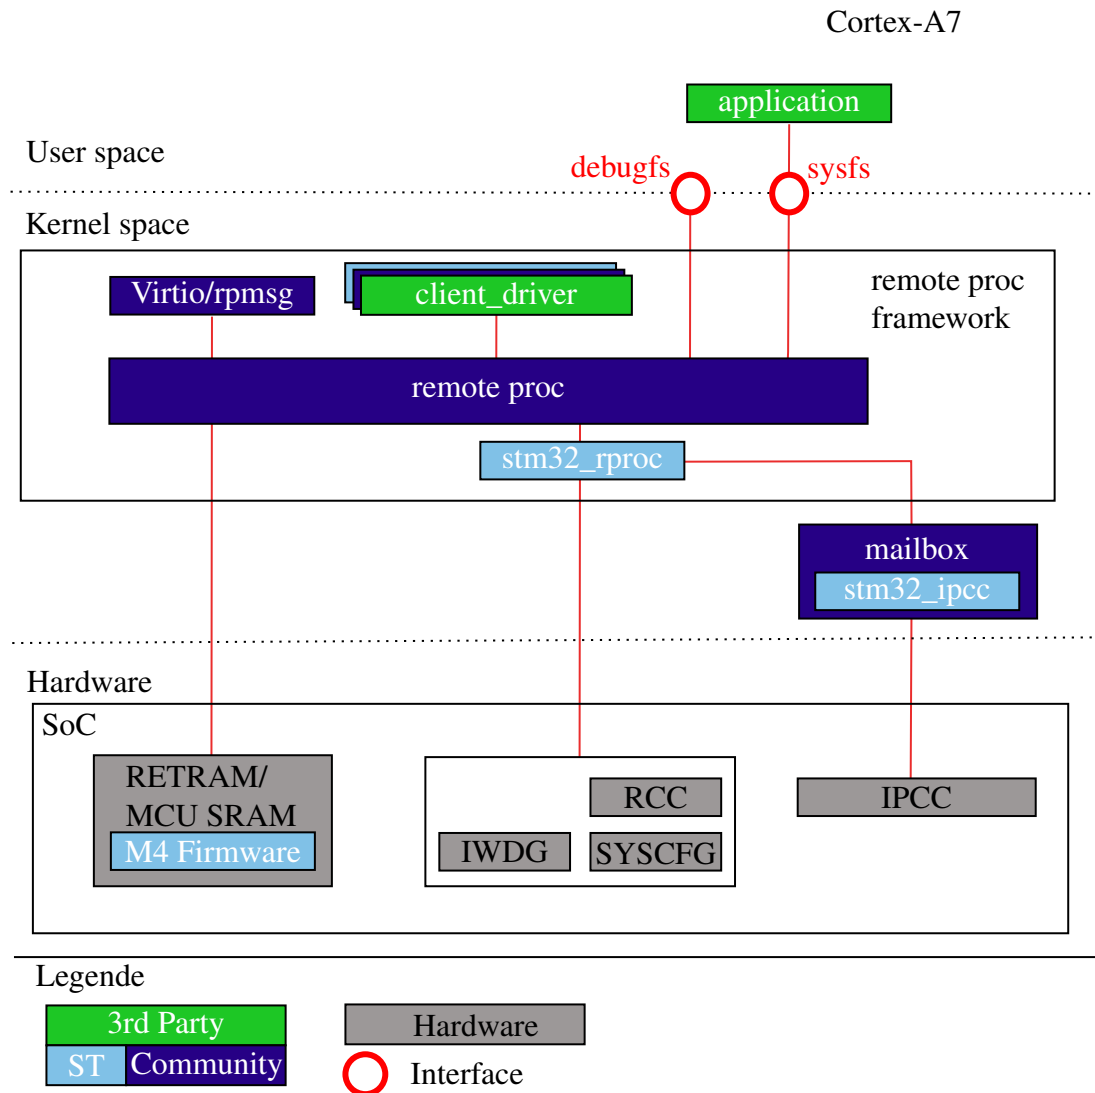 Cortex-A7
application
User space
debugfs
sysfs
Kernel space
Virtio/rpmsg
client_driver
remote proc
framework
remote proc
stm32_rproc
mailbox
stm32_ipcc
Hardware
SoC
RETRAM/
MCU SRAM
M4 Firmware
RCC
IWDG
SYSCFG
IPCC
Legende
3rd Party
ST
Community
Hardware
Interface